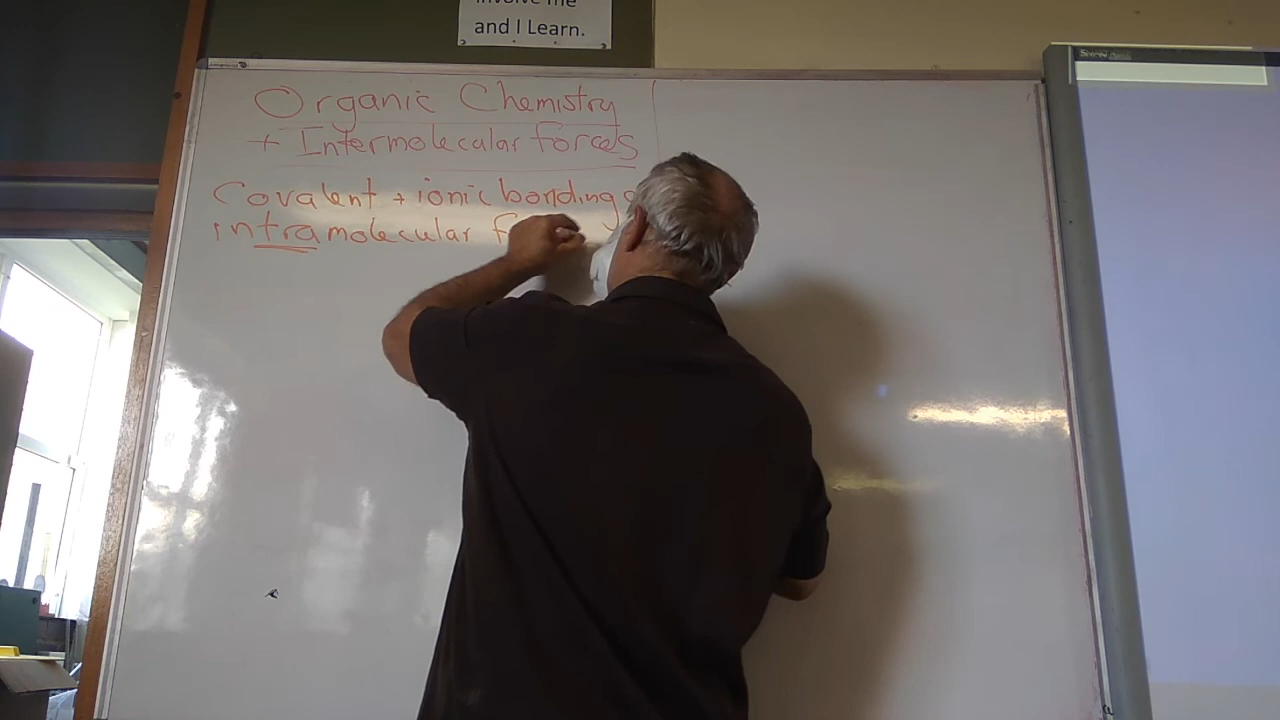 and I Learn.
Organic Chemistry
+ Intermolecular forces
Covalent + ionic bonding
intramolecular